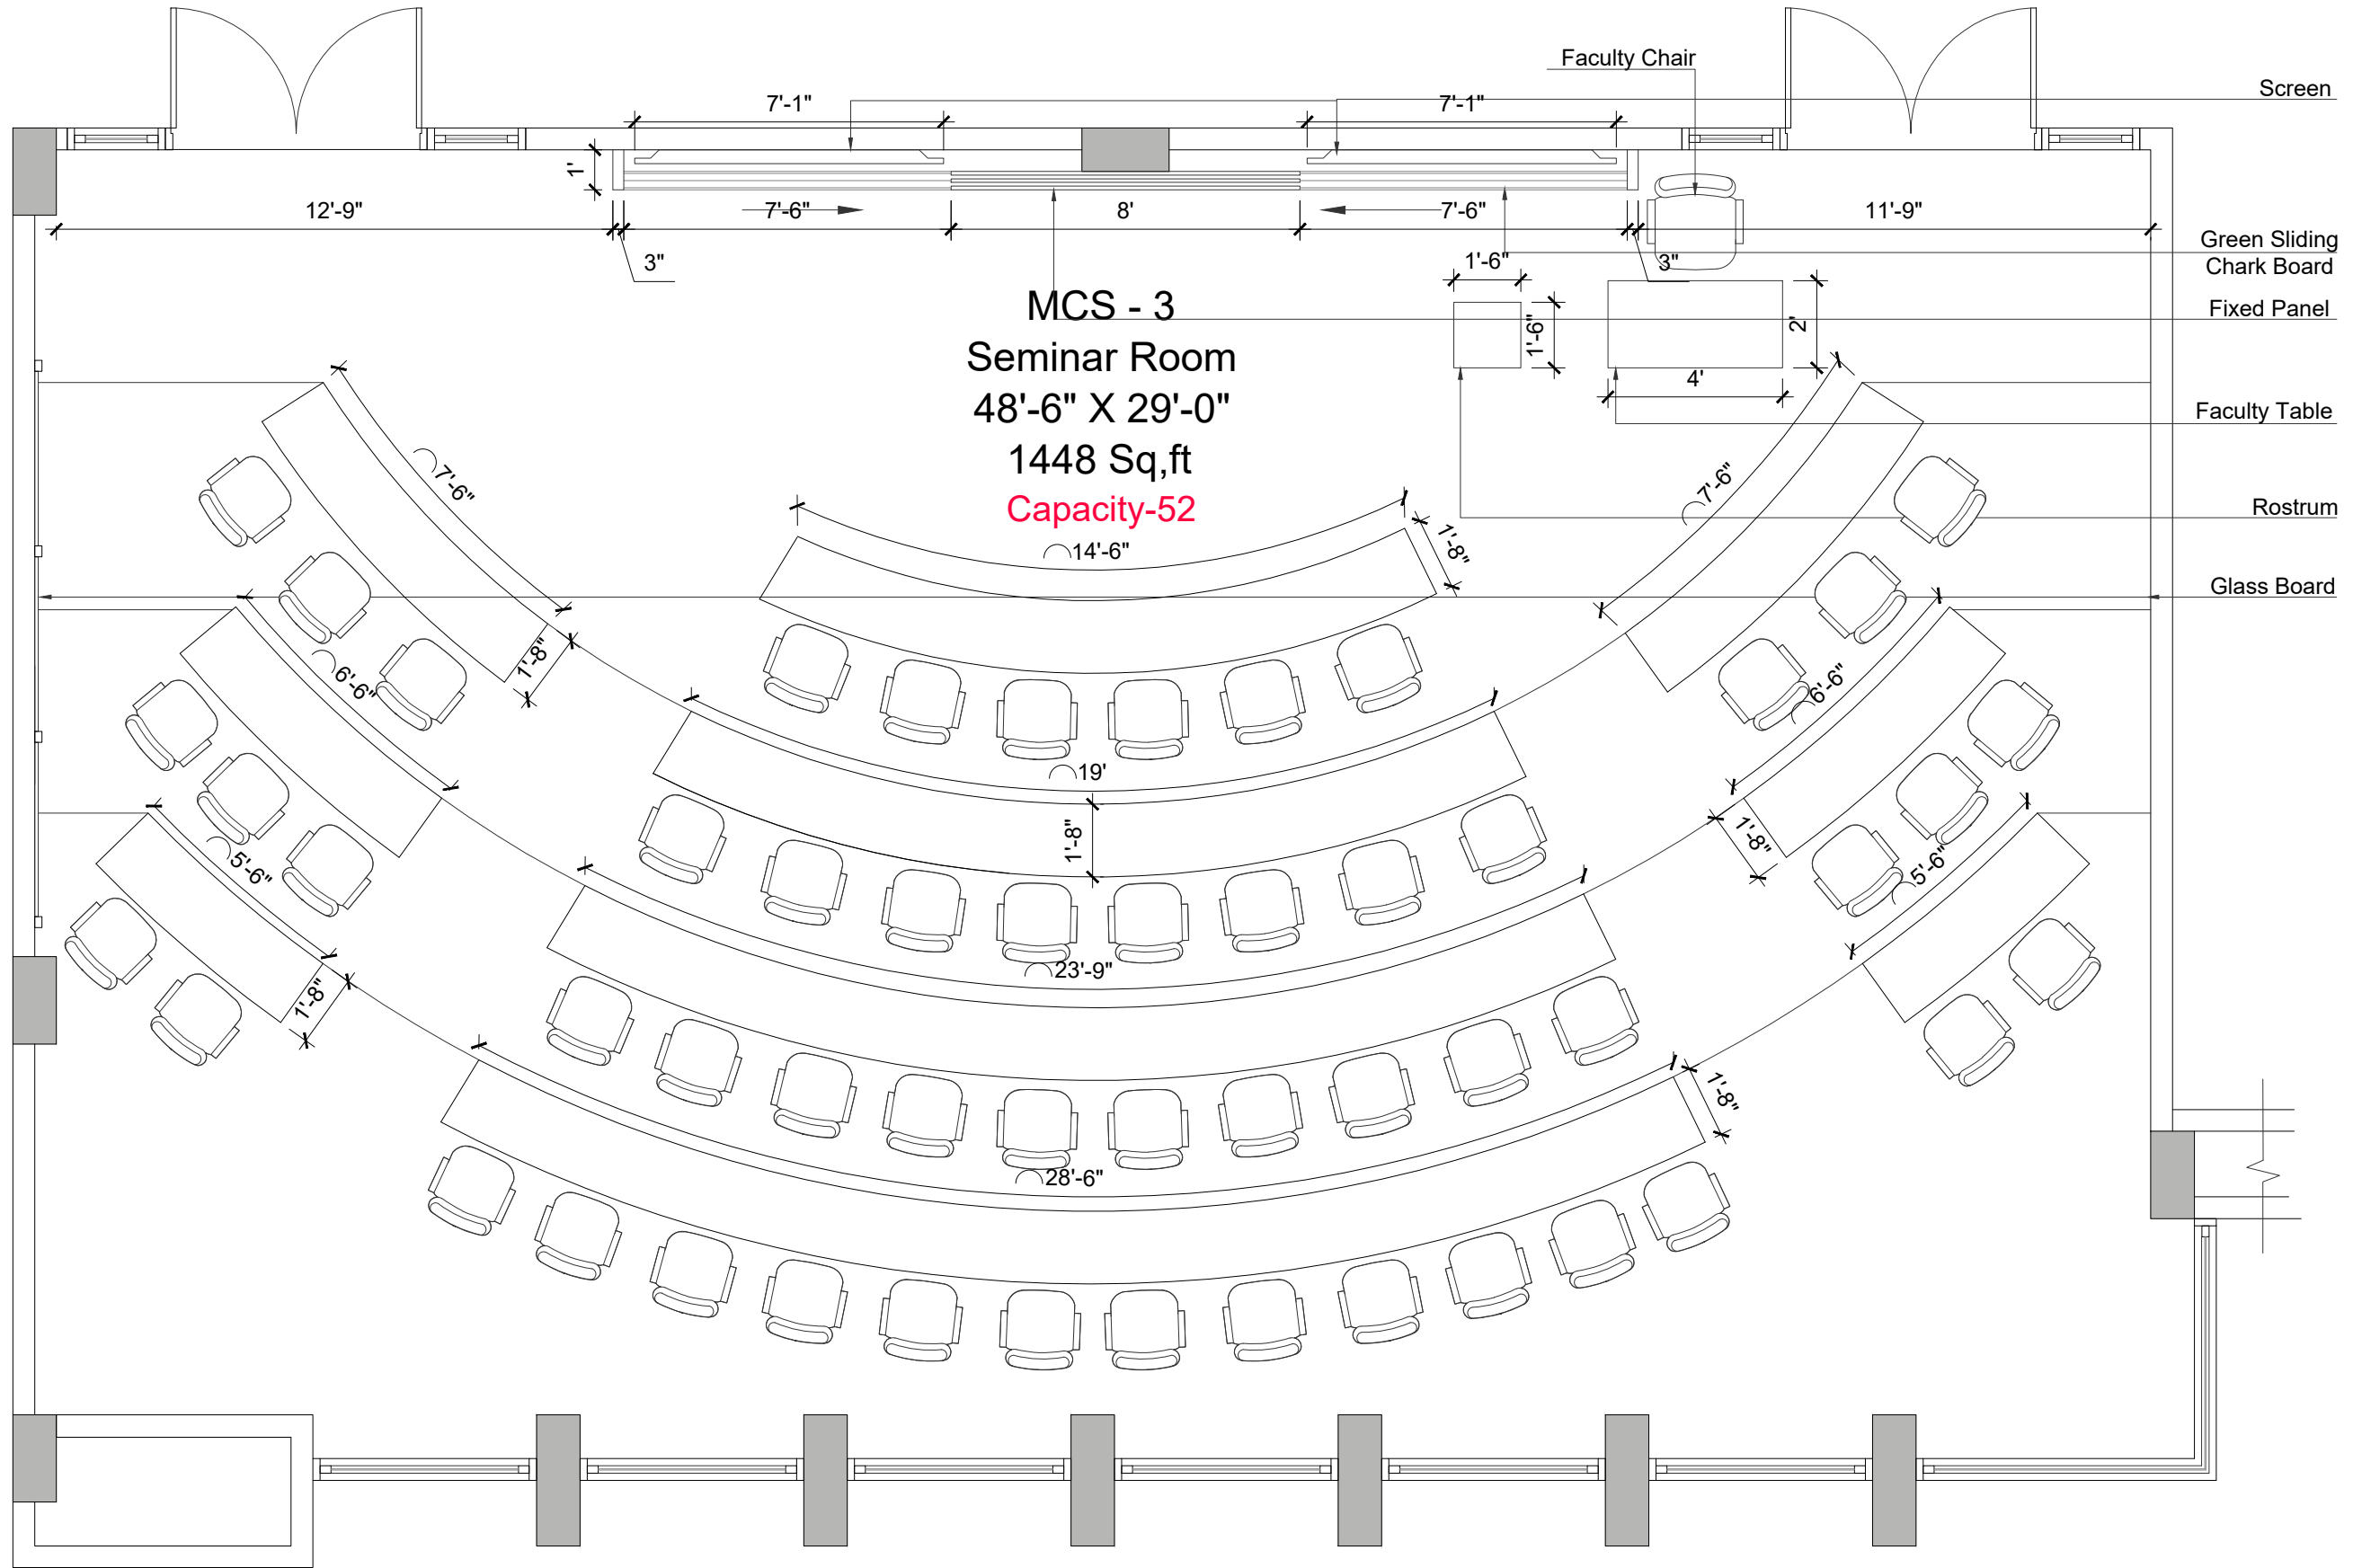 Faculty Chair
Screen
7'-1"
7'-1"
1'
12'-9"
7'-6"
8'
7'-6"
11'-9"
3"
3"
Green Sliding
Chark Board
1'-6"
1'-6"
2'
4'
Fixed Panel
MCS - 3
Seminar Room
48'-6" X 29'-0"
1448 Sq,ft
Capacity-52
Faculty Table
Rostrum
Glass Board
7'-6"
7'-6"
14'-6"
1'-8"
1'-8"
6'-6"
6'-6"
19'
1'-8"
1'-8"
5'-6"
5'-6"
23'-9"
1'-8"
1'-8"
28'-6"